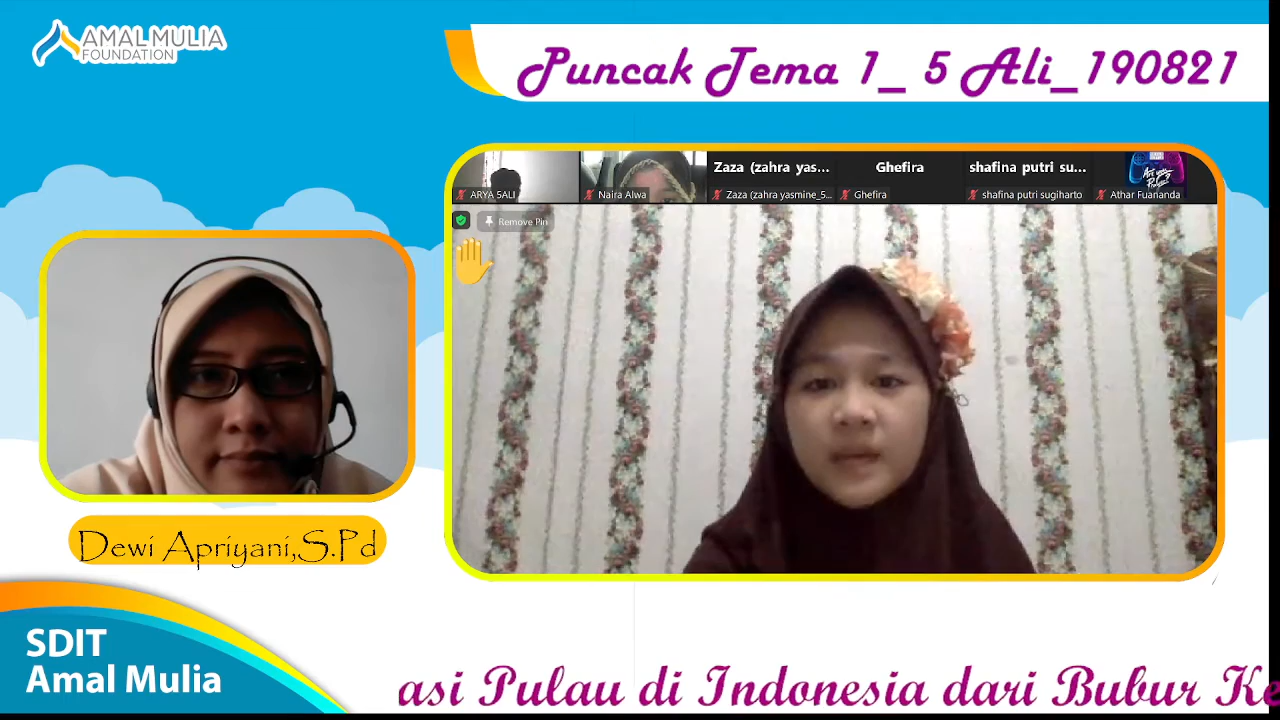 AMAL MULIA
FOUNDATION
Puncak Tema 1_ 5 Ali_190821
Zaza (zahra yas...
Ghefira
shafina putri su...
ARYA 5ALI
Naira Alwa
Zaza (zahra yasmine_5...
Ghefira
shafina putri sugiharto
Athar Fuananda
Remove Pin
Dewi Apriyani,S.Pd
SDIT
Amal Mulia
asi Pulau di Indonesia dari Bubur Ke